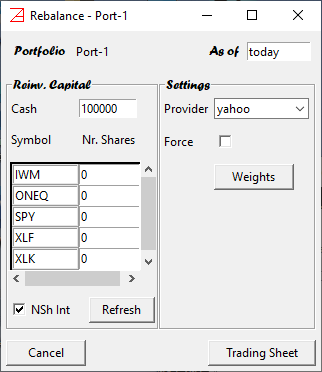 Rebalance - Port-1
Portfolio Port-1 As of today
Reinv. Capital
Cash 100000
Symbol Nr. Shares
IWM 0
ONEQ 0
SPY 0
XLF 0
XLK 0
NSh Int Refresh
Settings
Provider yahoo
Force
Weights
Cancel Trading Sheet